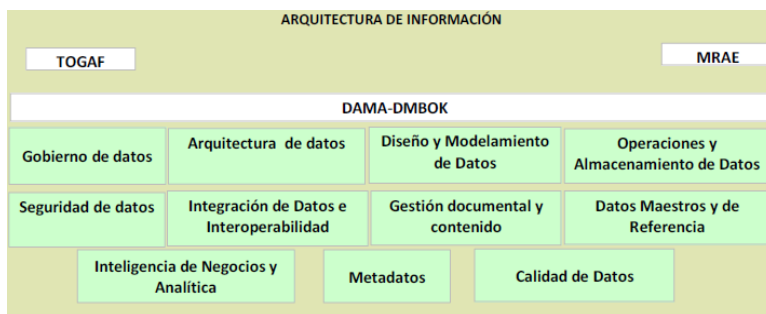 ARQUITECTURA DE INFORMACIÓN
TOGAF
MRAE
DAMA-DMBOK
Gobierno de datos
Arquitectura de datos
Diseño y Modelamiento
de Datos
Operaciones y
Almacenamiento de Datos
Seguridad de datos
Integración de Datos e
Interoperabilidad
Gestión documental y
contenido
Datos Maestros y de
Referencia
Inteligencia de Negocios y
Analítica
Metadatos
Calidad de Datos